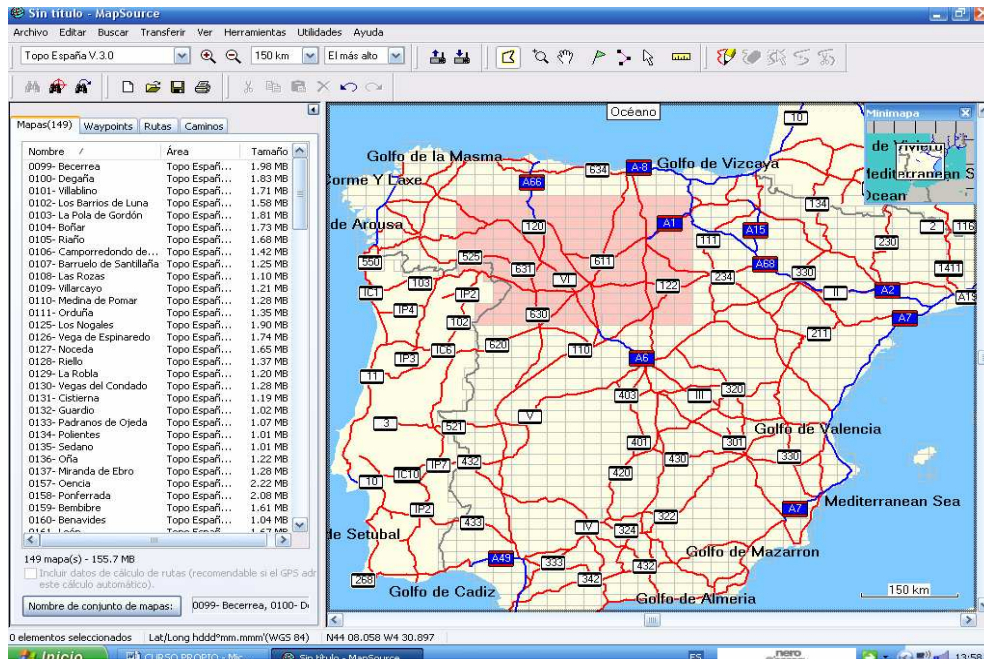 Sin título - MapSource
Archivo Editar Buscar Transferir Ver Herramientas Utilidades Ayuda
Topo España V.3.0 150 km El más alto
Mapas(149) Waypoints Rutas Caminos
Nombre / Área Tamaño
0099- Becerrea Topo Españ... 1.98 MB
0100- Degaña Topo Españ... 1.83 MB
0101- Villablino Topo Españ... 1.71 MB
0102- Los Barrios de Luna Topo Españ... 1.58 MB
0103- La Pola de Gordón Topo Españ... 1.81 MB
0104- Boñar Topo Españ... 1.73 MB
0105- Riaño Topo Españ... 1.68 MB
0106- Camporredondo de... Topo Españ... 1.42 MB
0107- Barruelo de Santillaña Topo Españ... 1.25 MB
0108- Las Rozas Topo Españ... 1.10 MB
0109- Villarcayo Topo Españ... 1.21 MB
0110- Medina de Pomar Topo Españ... 1.28 MB
0111- Orduña Topo Españ... 1.35 MB
0125- Los Nogales Topo Españ... 1.90 MB
0126- Vega de Espinaredo Topo Españ... 1.74 MB
0127- Noceda Topo Españ... 1.65 MB
0128- Riello Topo Españ... 1.37 MB
0129- La Robla Topo Españ... 1.20 MB
0130- Vegas del Condado Topo Españ... 1.28 MB
0131- Cistierna Topo Españ... 1.19 MB
0132- Guardio Topo Españ... 1.02 MB
0133- Padranos de Ojeda Topo Españ... 1.07 MB
0134- Polientes Topo Españ... 1.01 MB
0135- Sedano Topo Españ... 1.01 MB
0136- Oña Topo Españ... 1.22 MB
0137- Miranda de Ebro Topo Españ... 1.28 MB
0157- Oencia Topo Españ... 2.22 MB
0158- Ponferrada Topo Españ... 2.08 MB
0159- Bembibre Topo Españ... 1.61 MB
0160- Benavides Topo Españ... 1.04 MB
0161- León Topo Españ... 1.67 MB
149 mapa(s) - 155.7 MB
Incluir datos de cálculo de rutas (recomendable si el GPS adr
este cálculo automático).
Nombre de conjunto de mapas: 0099- Becerrea, 0100- D
Océano
10
Minimapa
de Viviero
Mediterranean S
Ocean
Golfo de la Masma
634
A-8
Golfo de Vizcaya
Corme Y Laxe
A66
134
de Arousa
120
A1
A15
111
2
116
230
550
525
631
VI
611
A68
234
330
1411
IC1
103
IP2
122
II
A2
A19
IP4
102
630
A7
211
620
110
IP3
IC6
A6
11
403
III
320
3
521
V
401
301
Golfo de Valencia
430
330
10
IC10
IP7
432
420
IP2
433
IV
324
322
A7
Mediterranean Sea
de Setubal
A49
333
432
Golfo de Mazarron
268
342
Golfo de Cadiz
Golfo de Almeria
150 km
0 elementos seleccionados Lat/Long hddd°mm.mmm'(WGS 84) N44 08.058 W4 30.897
Inicio CURSO PROPIO - Mic... Sin título - MapSource ES nero 13:58